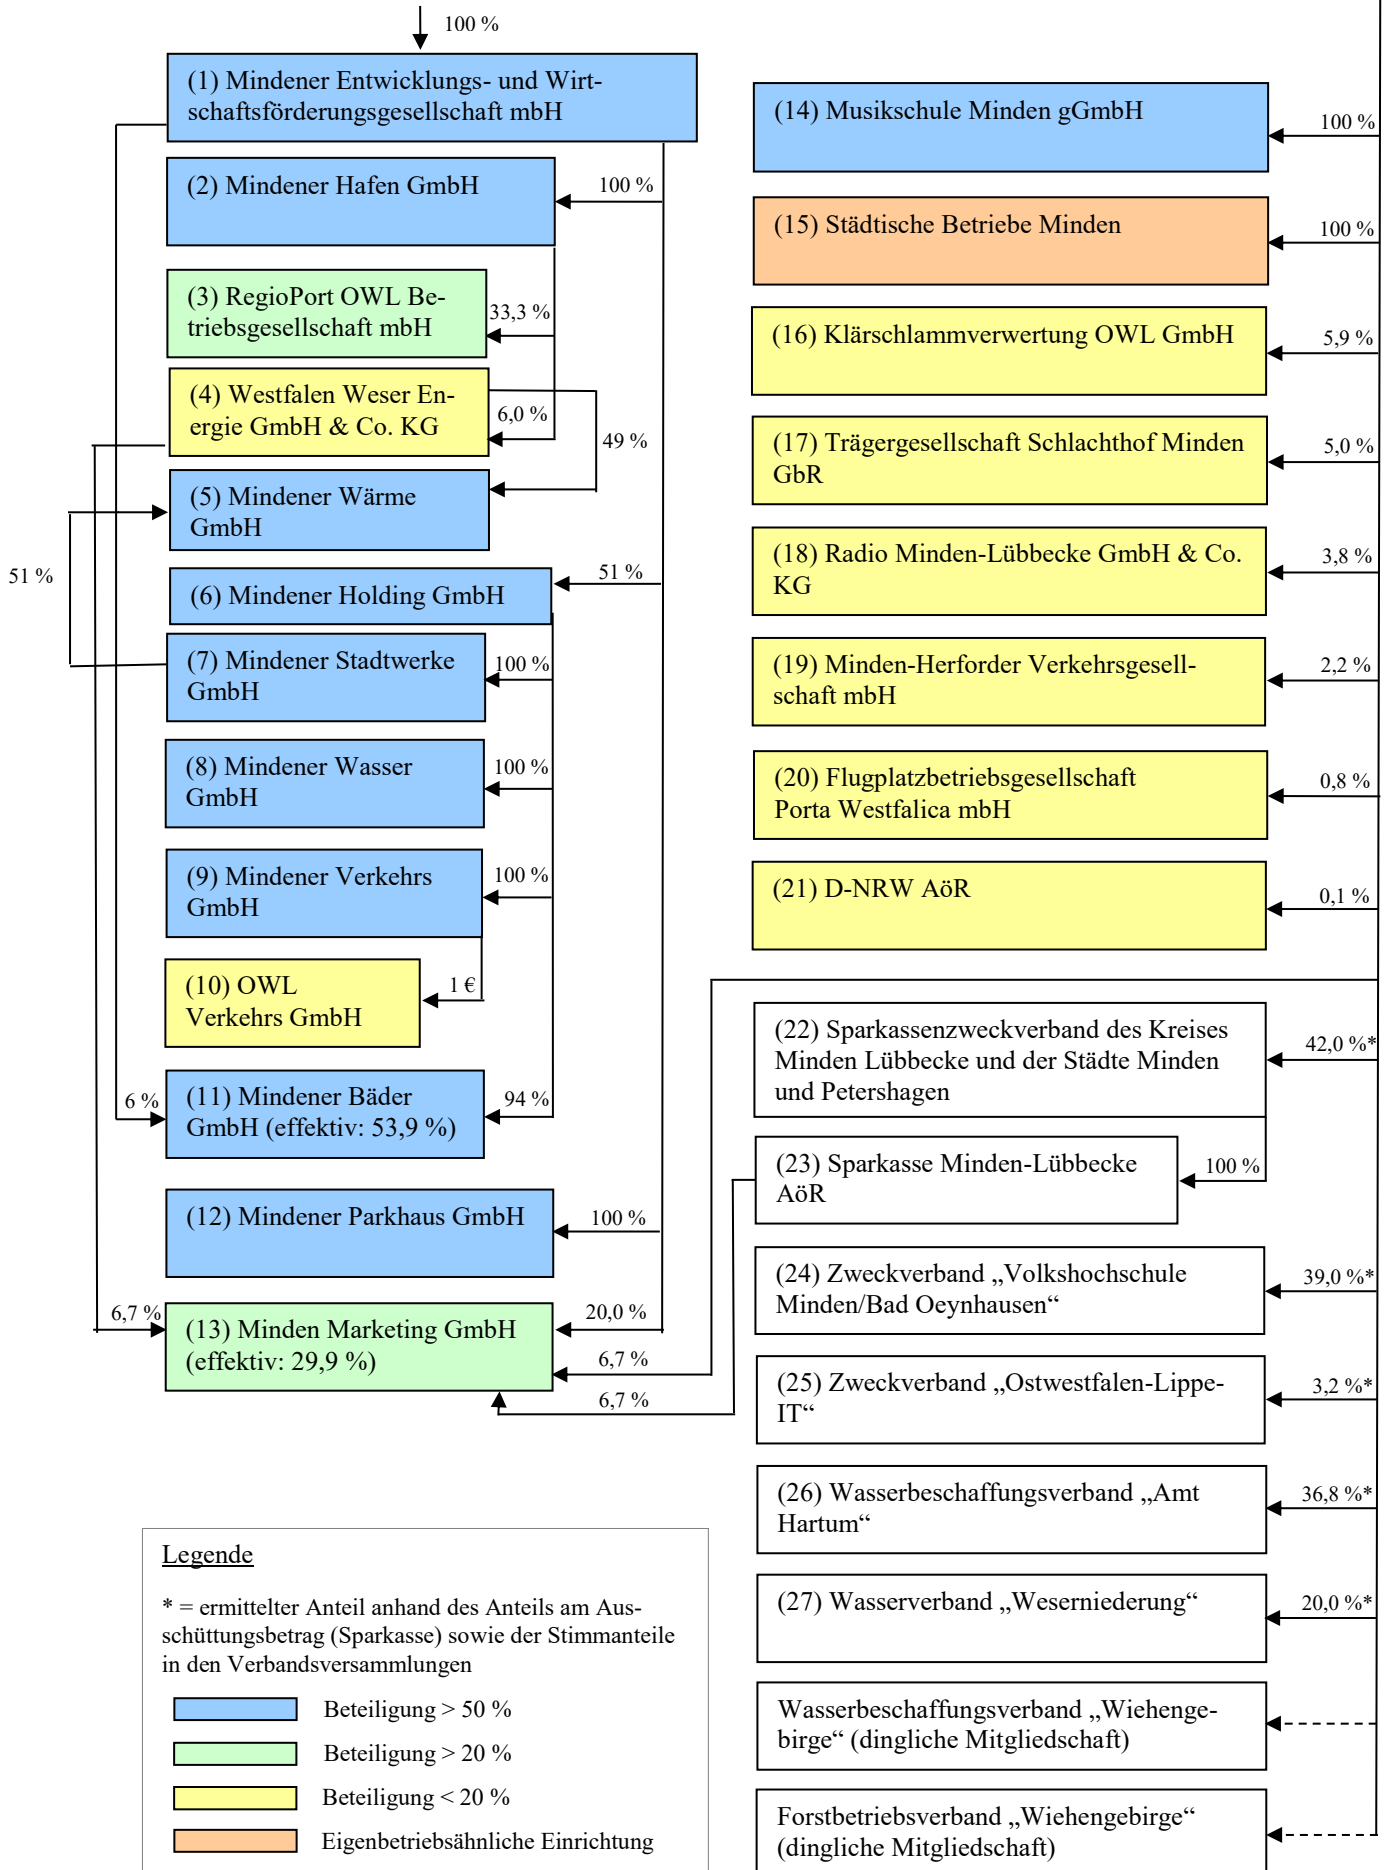 100 %
(1) Mindener Entwicklungs- und Wirt-
schaftsförderungsgesellschaft mbH
(2) Mindener Hafen GmbH
100 %
(3) RegioPort OWL Be-
triebsgesellschaft mbH
33,3 %
(4) Westfalen Weser En-
ergie GmbH & Co. KG
6,0 %
49 %
(5) Mindener Wärme
GmbH
51 %
(6) Mindener Holding GmbH
51 %
(7) Mindener Stadtwerke
GmbH
100 %
(8) Mindener Wasser
GmbH
100 %
(9) Mindener Verkehrs
GmbH
100 %
(10) OWL
Verkehrs GmbH
1 €
6 %
(11) Mindener Bäder
GmbH (effektiv: 53,9 %)
94 %
(12) Mindener Parkhaus GmbH
100 %
6,7 %
(13) Minden Marketing GmbH
(effektiv: 29,9 %)
20,0 %
6,7 %
6,7 %
(14) Musikschule Minden gGmbH
100 %
(15) Städtische Betriebe Minden
100 %
(16) Klärschlammverwertung OWL GmbH
5,9 %
(17) Trägergesellschaft Schlachthof Minden
GbR
5,0 %
(18) Radio Minden-Lübbecke GmbH & Co.
KG
3,8 %
(19) Minden-Herforder Verkehrsgesell-
schaft mbH
2,2 %
(20) Flugplatzbetriebsgesellschaft
Porta Westfalica mbH
0,8 %
(21) D-NRW AöR
0,1 %
(22) Sparkassenzweckverband des Kreises
Minden Lübbecke und der Städte Minden
und Petershagen
42,0 %*
(23) Sparkasse Minden-Lübbecke
AöR
100 %
(24) Zweckverband „Volkshochschule
Minden/Bad Oeynhausen“
39,0 %*
(25) Zweckverband „Ostwestfalen-Lippe-
IT“
3,2 %*
(26) Wasserbeschaffungsverband „Amt
Hartum“
36,8 %*
(27) Wasserverband „Weserniederung“
20,0 %*
Wasserbeschaffungsverband „Wiehenge-
birge“ (dingliche Mitgliedschaft)
Forstbetriebsverband „Wiehengebirge“
(dingliche Mitgliedschaft)
Legende
* = ermittelter Anteil anhand des Anteils am Aus-
schüttungsbetrag (Sparkasse) sowie der Stimmanteile
in den Verbandsversammlungen
Beteiligung > 50 %
Beteiligung > 20 %
Beteiligung < 20 %
Eigenbetriebsähnliche Einrichtung